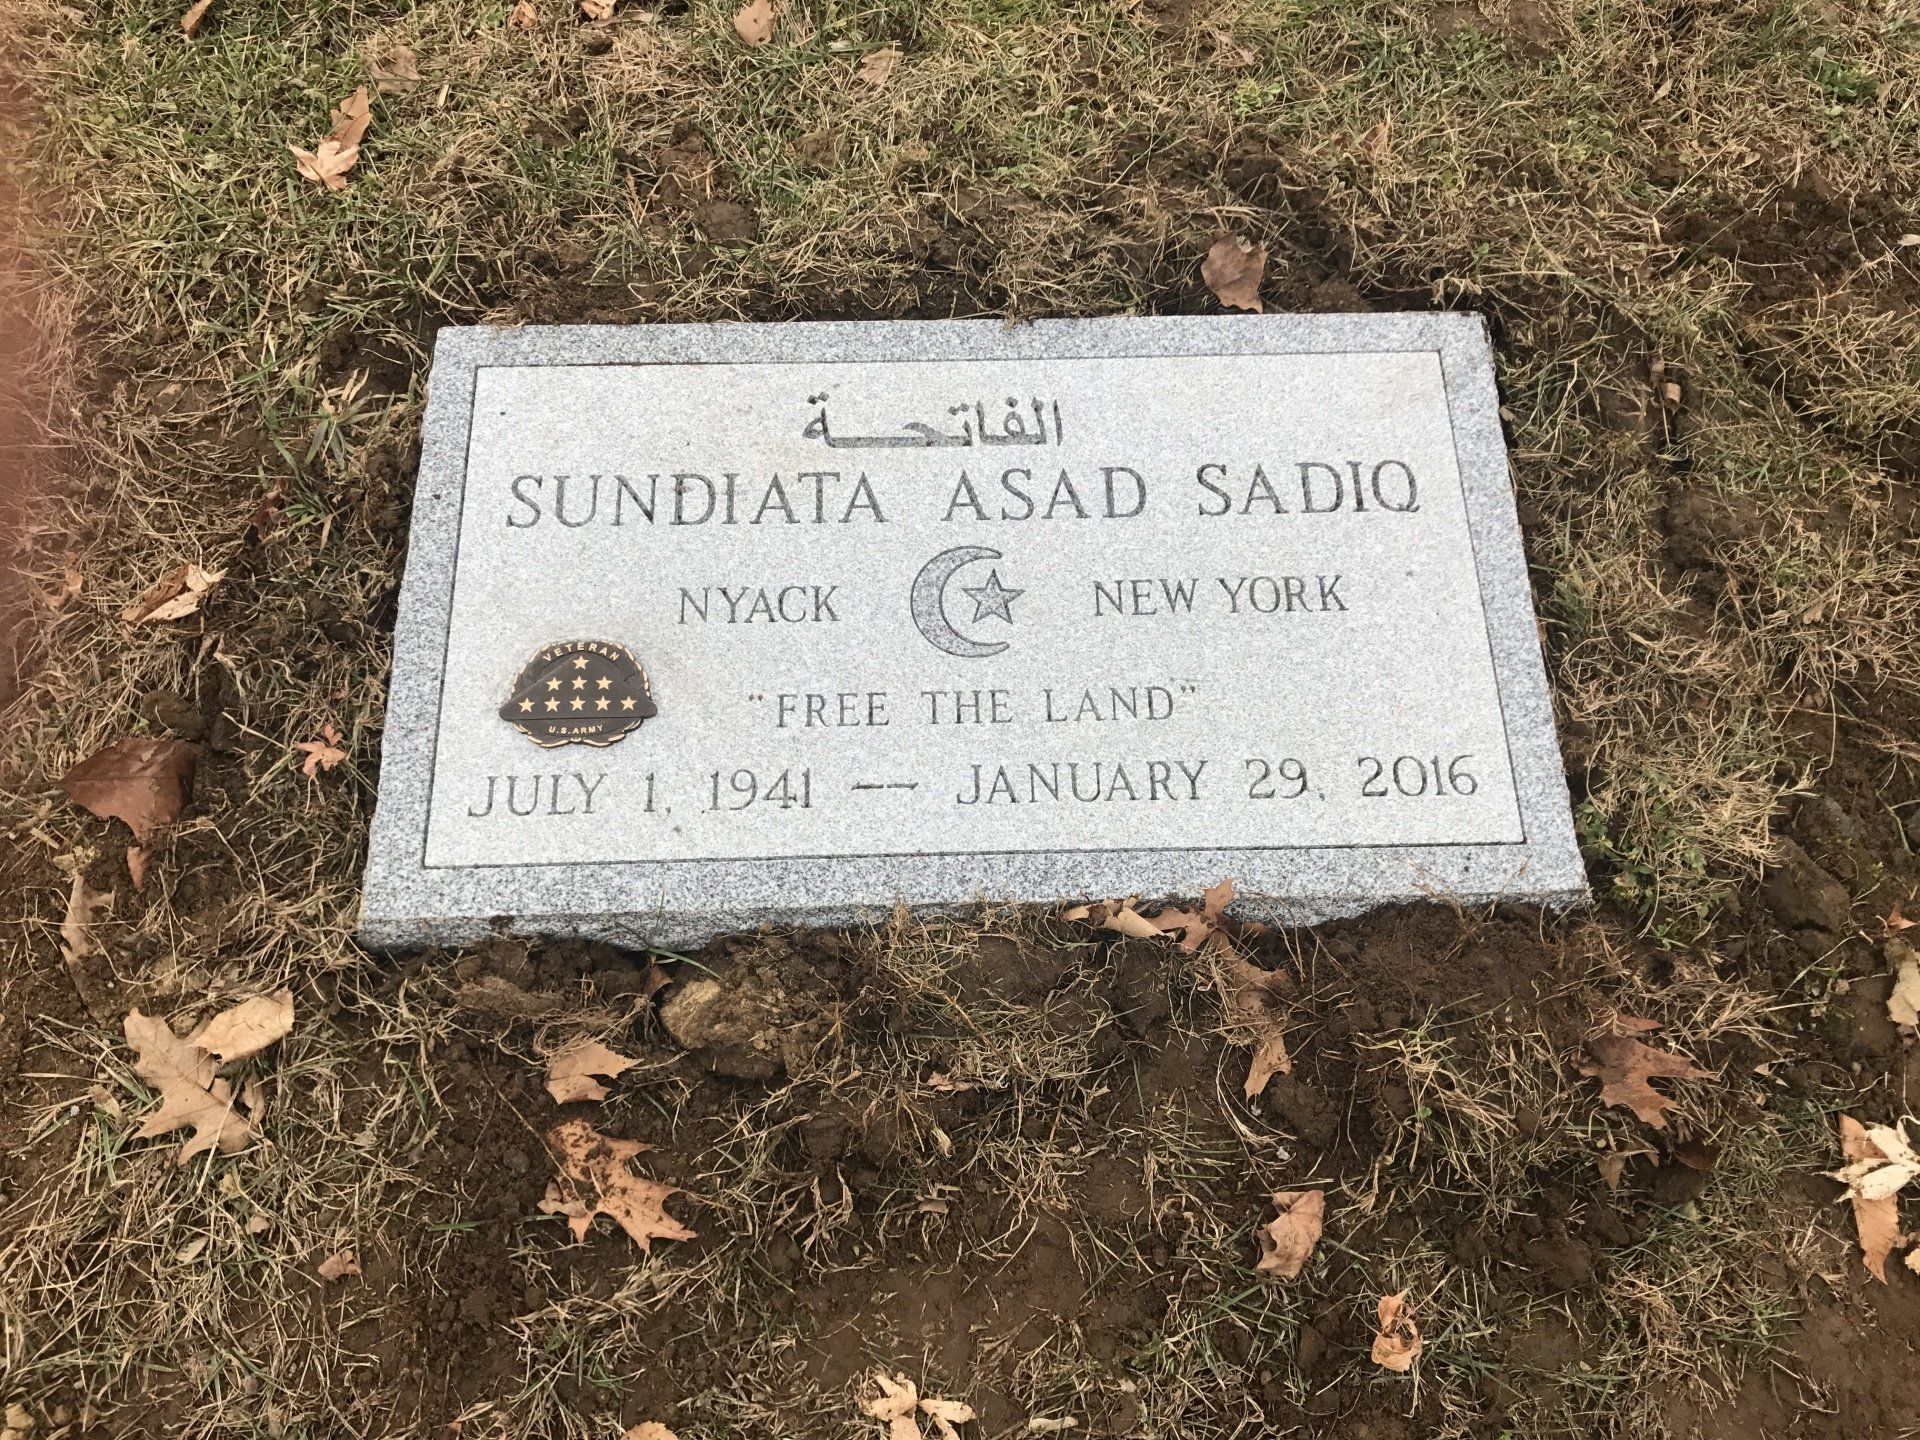 الفاتحة
SUNDIATA ASAD SADIQ
NYACK NEW YORK
VETERAN
U.S. ARMY
"FREE THE LAND"
JULY 1, 1941 -- JANUARY 29, 2016